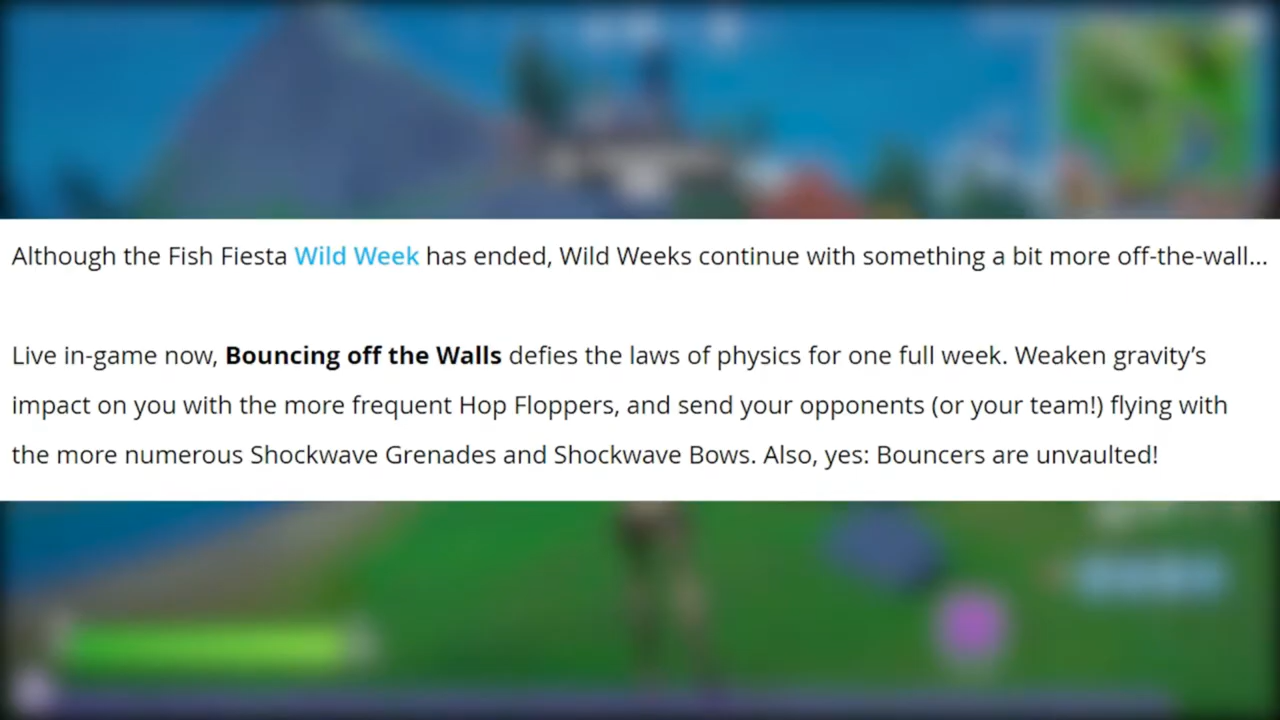 Although the Fish Fiesta Wild Week has ended, Wild Weeks continue with something a bit more off-the-wall...
Live in-game now, Bouncing off the Walls defies the laws of physics for one full week. Weaken gravity’s
impact on you with the more frequent Hop Floppers, and send your opponents (or your team!) flying with
the more numerous Shockwave Grenades and Shockwave Bows. Also, yes: Bouncers are unvaulted!